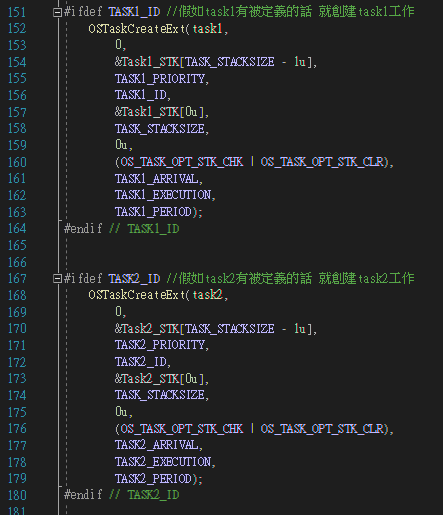 151 #ifdef TASK1_ID //假如task1有被定義的話 就創建task1工作
152 OSTaskCreateExt(task1,
153 0,
154 &Task1_STK[TASK_STACKSIZE - 1u],
155 TASK1_PRIORITY,
156 TASK1_ID,
157 &Task1_STK[0u],
158 TASK_STACKSIZE,
159 0u,
160 (OS_TASK_OPT_STK_CHK | OS_TASK_OPT_STK_CLR),
161 TASK1_ARRIVAL,
162 TASK1_EXECUTION,
163 TASK1_PERIOD);
164 #endif // TASK1_ID
165
166
167 #ifdef TASK2_ID //假如task2有被定義的話 就創建task2工作
168 OSTaskCreateExt(task2,
169 0,
170 &Task2_STK[TASK_STACKSIZE - 1u],
171 TASK2_PRIORITY,
172 TASK2_ID,
173 &Task2_STK[0u],
174 TASK_STACKSIZE,
175 0u,
176 (OS_TASK_OPT_STK_CHK | OS_TASK_OPT_STK_CLR),
177 TASK2_ARRIVAL,
178 TASK2_EXECUTION,
179 TASK2_PERIOD);
180 #endif // TASK2_ID
181